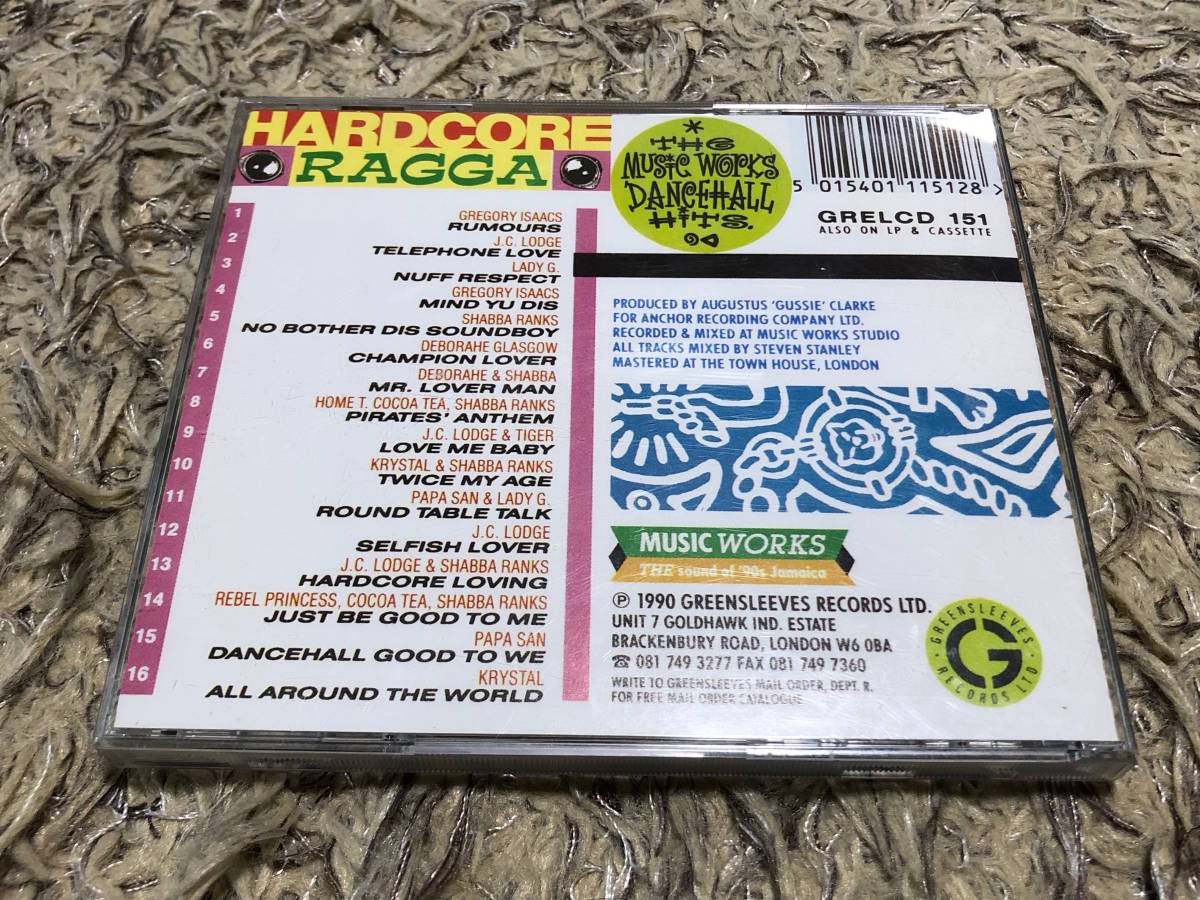 HARDCORE
RAGGA
1
GREGORY ISAACS
RUMOURS
2
J.C. LODGE
TELEPHONE LOVE
3
LADY G.
NUFF RESPECT
4
GREGORY ISAACS
MIND YU DIS
5
SHABBA RANKS
NO BOTHER DIS SOUNDBOY
6
DEBORAHE GLASGOW
CHAMPION LOVER
7
DEBORAHE & SHABBA
MR. LOVER MAN
8
HOME T. COCOA TEA, SHABBA RANKS
PIRATES' ANTHEM
9
J.C. LODGE & TIGER
LOVE ME BABY
10
KRYSTAL & SHABBA RANKS
TWICE MY AGE
11
PAPA SAN & LADY G.
ROUND TABLE TALK
12
J.C. LODGE
SELFISH LOVER
13
J.C. LODGE & SHABBA RANKS
HARDCORE LOVING
14
REBEL PRINCESS, COCOA TEA, SHABBA RANKS
JUST BE GOOD TO ME
15
PAPA SAN
DANCEHALL GOOD TO WE
16
KRYSTAL
ALL AROUND THE WORLD
THE
MUSIC WORKS
DANCEHALL
HITS.
5 015401 115128 >
GRELCD 151
ALSO ON LP & CASSETTE
PRODUCED BY AUGUSTUS 'GUSSIE' CLARKE
FOR ANCHOR RECORDING COMPANY LTD.
RECORDED & MIXED AT MUSIC WORKS STUDIO
ALL TRACKS MIXED BY STEVEN STANLEY
MASTERED AT THE TOWN HOUSE, LONDON
MUSIC WORKS
THE sound of '90s Jamaica
℗ 1990 GREENSLEEVES RECORDS LTD.
UNIT 7 GOLDHAWK IND. ESTATE
BRACKENBURY ROAD, LONDON W6 0BA
☎ 081 749 3277 FAX 081 749 7360
WRITE TO GREENSLEEVES MAIL ORDER, DEPT. R.
FOR FREE MAIL ORDER CATALOGUE
GREENSLEEVES
G
RECORDS LTD